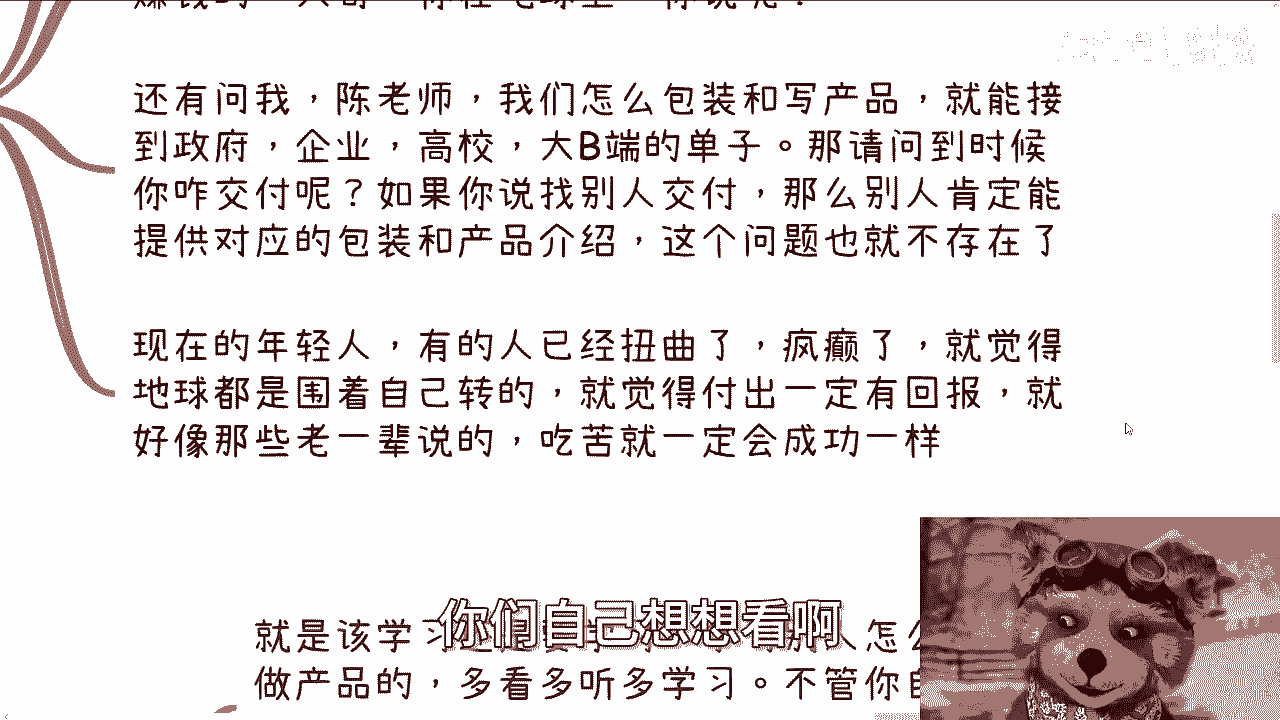 还有问我，陈老师，我们怎么包装和写产品，就能接
到政府，企业，高校，大B端的单子。那请问到时候
你咋交付呢？如果你说找别人交付，那么别人肯定能
提供对应的包装和产品介绍，这个问题也就不存在了
现在的年轻人，有的人已经扭曲了，疯癫了，就觉得
地球都是围着自己转的，就觉得付出一定有回报，就
好像那些老一辈说的，吃苦就一定会成功一样
你们自己想想看啊
就是该学习
人怎么
做产品的，多看多听多学习。不管你